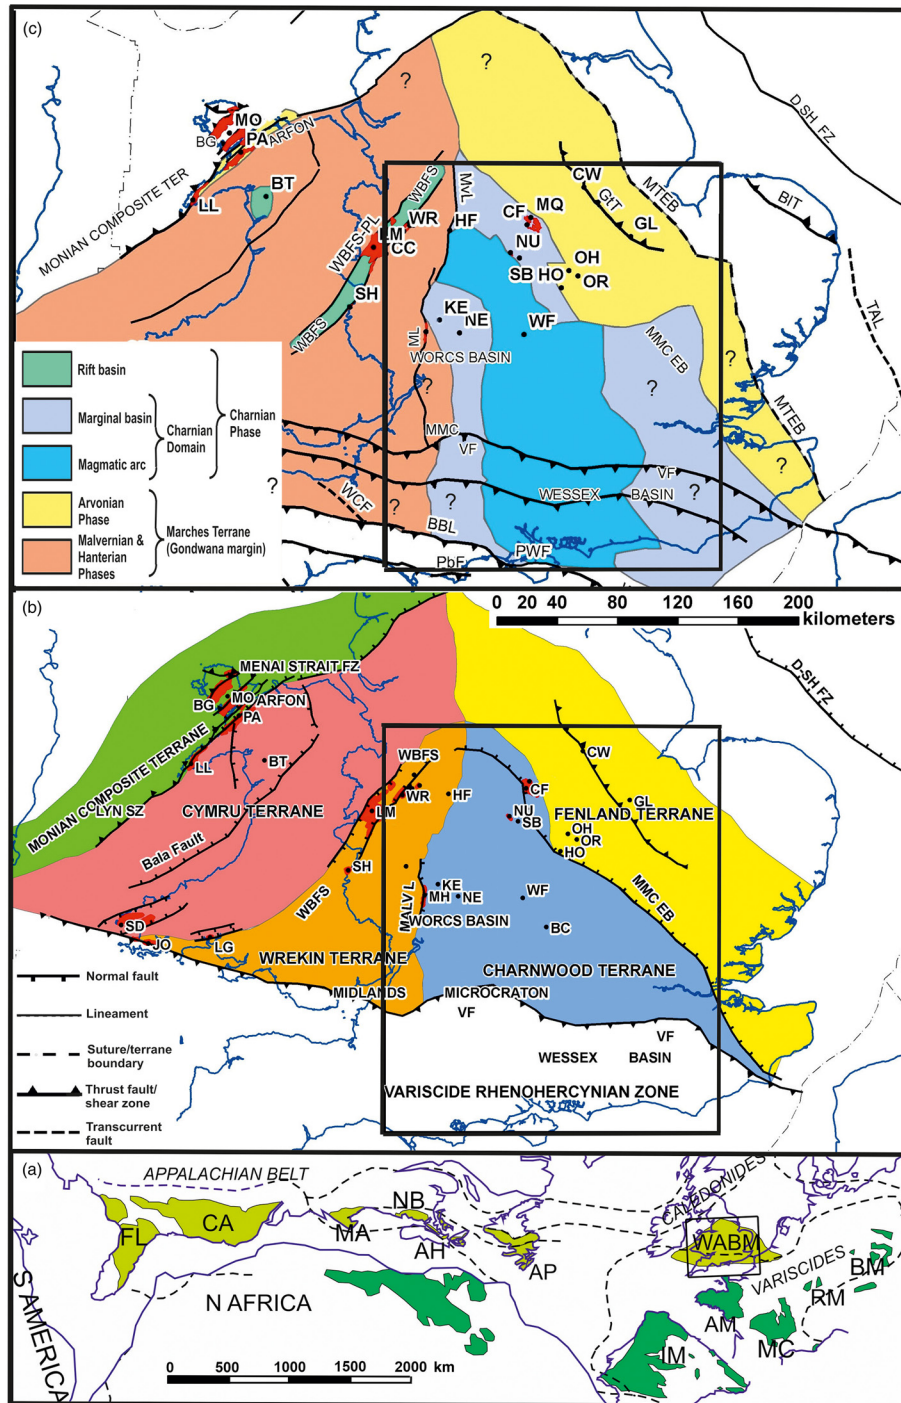 (c)
MO
BG
PA
ARFON
MONIAN COMPOSITE TER
LL
BT
?
?
D-SH FZ
WBFS
WBFS-PL
WR
LM
CC
SH
WBFS
MvL
HF
CF
MQ
NU
SB
HO
OH
OR
CW
GtT
GL
MTEB
BIT
TAL
KE
NE
WF
ML
WORCS BASIN
MMC EB
?
?
?
MTEB
?
MMC
VF
VF
WESSEX
BASIN
?
?
?
?
WCF
BBL
PbF
PWF
Rift basin
Marginal basin
Magmatic arc
Charnian
Domain
Charnian
Phase
Arvonian
Phase
Malvernian &
Hanterian
Phases
Marches Terrane
(Gondwana margin)
(b)
0 20 40 80 120 160 200
kilometers
MENAI STRAIT FZ
BG
MO
ARFON
PA
MONIAN COMPOSITE TERRANE
LL
LYN SZ
BT
CYMRU TERRANE
Bala Fault
WBFS
WR
LM
HF
SH
WBFS
SD
JO
LG
WREKIN TERRANE
MIDLANDS
MICROCRATON
MALV L
KE
MH
NE
WORCS BASIN
WF
BC
CHARNWOOD TERRANE
CF
NU
SB
OH
OR
HO
CW
GL
FENLAND TERRANE
MMC EB
D-SH FZ
VF
VF
WESSEX
BASIN
VARISCIDE RHENOHERCYNIAN ZONE
Normal fault
Lineament
Suture/terrane
boundary
Thrust fault/
shear zone
Transcurrent
fault
(a)
APPALACHIAN BELT
FL
CA
MA
NB
AH
AP
S AMERICA
N AFRICA
CALEDONIDES
WABM
VARISCIDES
BM
RM
AM
MC
IM
0 500 1000 1500 2000 km